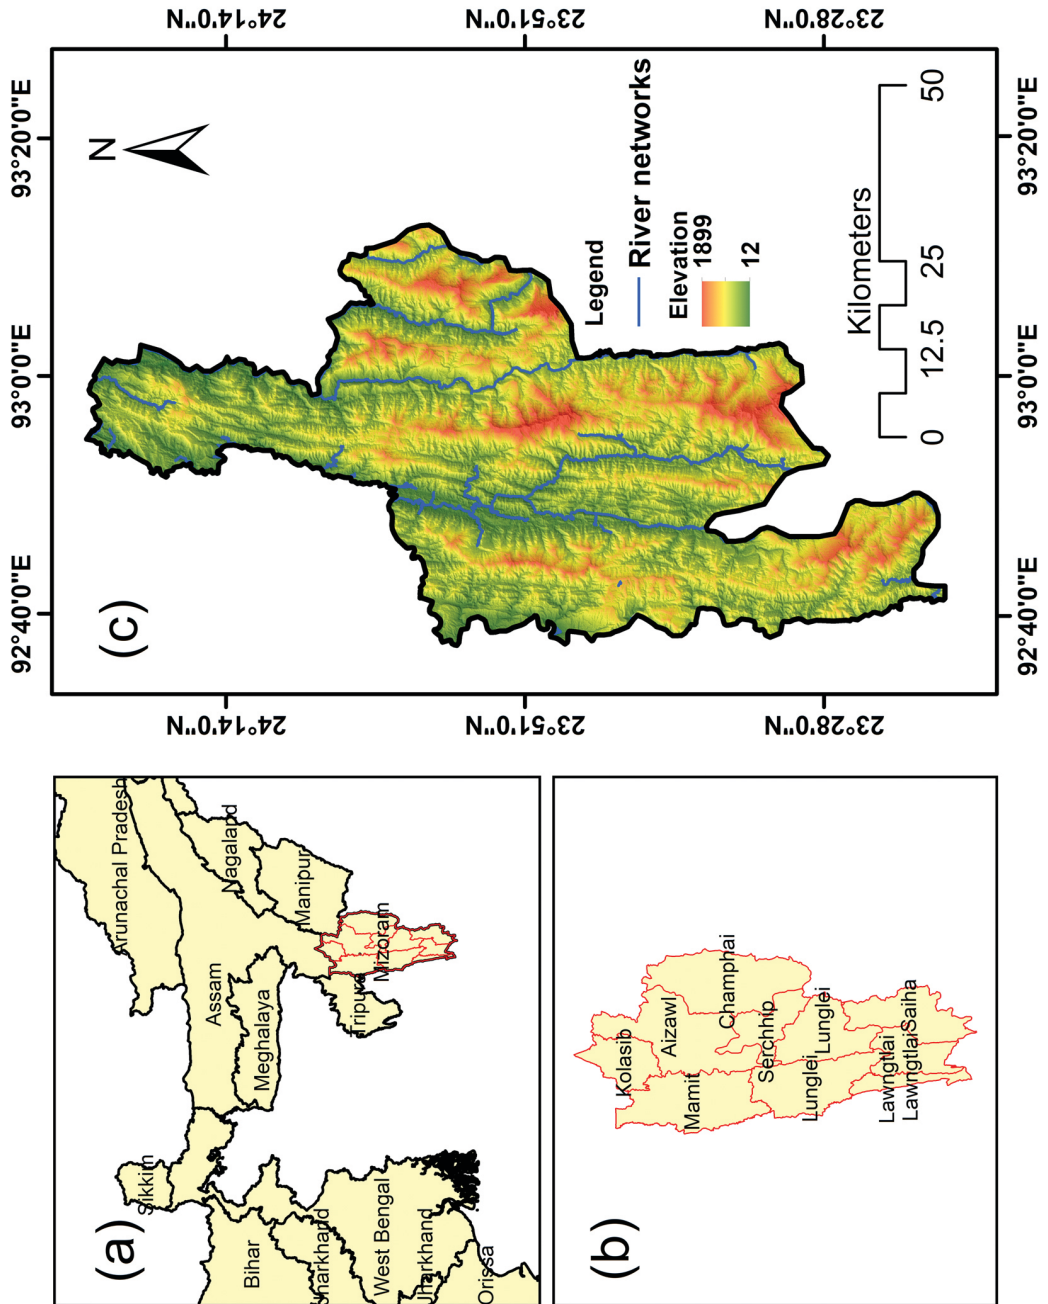 (a)
Arunachal Pradesh
Sikkim
Assam
Nagaland
Meghalaya
Manipur
Bihar
Jharkhand
Tripura
Mizoram
West Bengal
Jharkhand
Orissa
(b)
Kolasib
Aizawl
Mamit
Champhai
Serchhip
Lunglei
Lunglei
Lawngtlai
Lawngtlai
Saiha
(c)
92°40'0"E
93°0'0"E
93°20'0"E
24°14'0"N
24°14'0"N
23°51'0"N
23°51'0"N
23°28'0"N
23°28'0"N
N
Legend
River networks
Elevation
1899
12
Kilometers
0
12.5
25
50
92°40'0"E
93°0'0"E
93°20'0"E